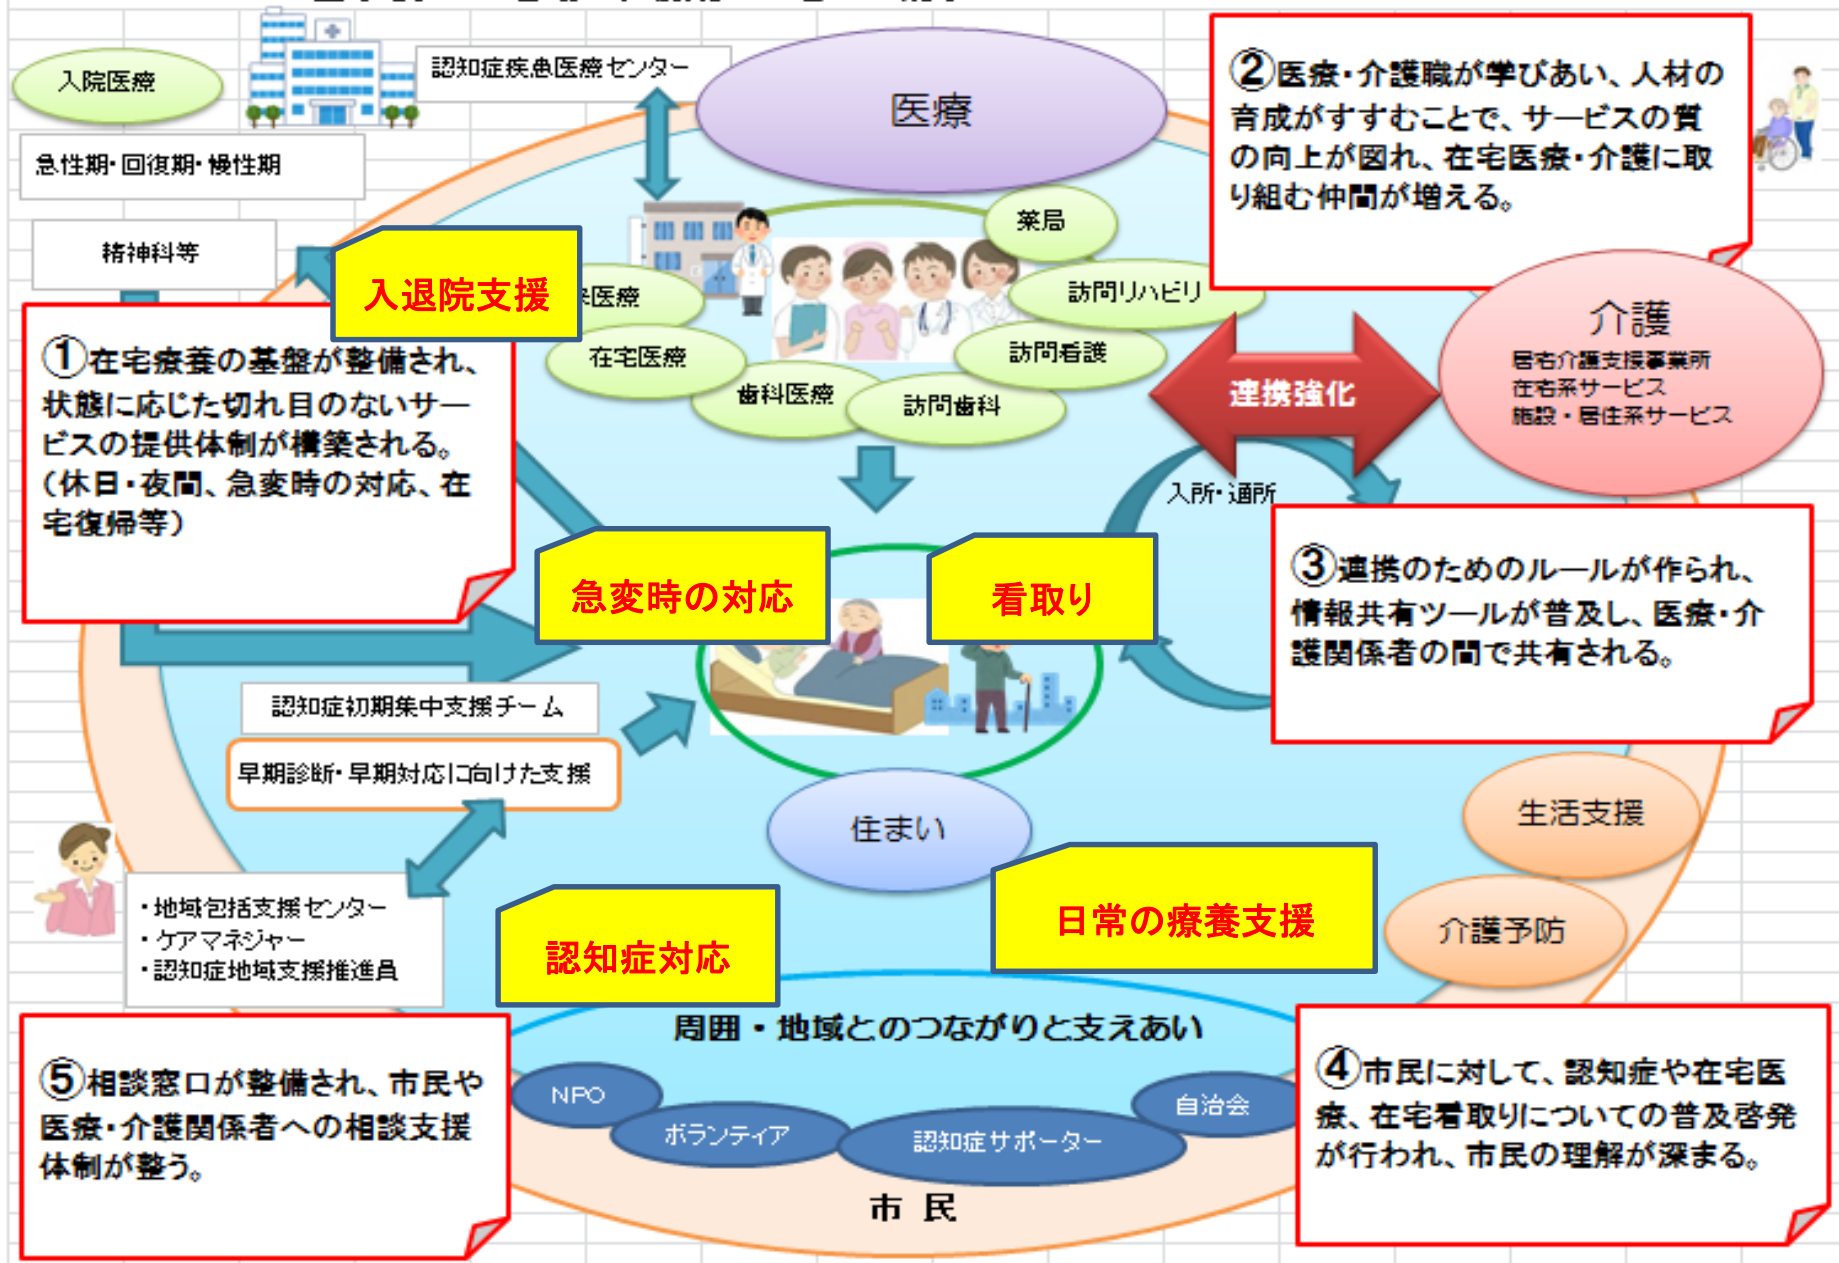 入院医療
認知症疾患医療センター
医療
急性期・回復期・慢性期
精神科等
②医療・介護職が学びあい、人材の
育成がすすむことで、サービスの質
の向上が図れ、在宅医療・介護に取
り組む仲間が増える。
入退院支援
薬局
訪問リハビリ
訪問看護
訪問歯科
歯科医療
在宅医療
医療
連携強化
介護
居宅介護支援事業所
在宅系サービス
施設・居住系サービス
①在宅療養の基盤が整備され、
状態に応じた切れ目のないサー
ビスの提供体制が構築される。
（休日・夜間、急変時の対応、在
宅復帰等）
入所・通所
急変時の対応
看取り
③連携のためのルールが作られ、
情報共有ツールが普及し、医療・介
護関係者の間で共有される。
認知症初期集中支援チーム
早期診断・早期対応に向けた支援
住まい
生活支援
介護予防
・地域包括支援センター
・ケアマネジャー
・認知症地域支援推進員
認知症対応
日常の療養支援
周囲・地域とのつながりと支えあい
NPO
ボランティア
認知症サポーター
自治会
市 民
⑤相談窓口が整備され、市民や
医療・介護関係者への相談支援
体制が整う。
④市民に対して、認知症や在宅医
療、在宅看取りについての普及啓発
が行われ、市民の理解が深まる。